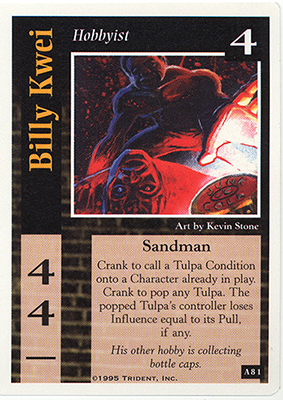 Billy Kwei
Hobbyist
4
Art by Kevin Stone
4
4
—
Sandman
Crank to call a Tulpa Condition
onto a Character already in play.
Crank to pop any Tulpa. The
popped Tulpa's controller loses
Influence equal to its Pull,
if any.
His other hobby is collecting
bottle caps.
©1995 TRIDENT, INC.
A81